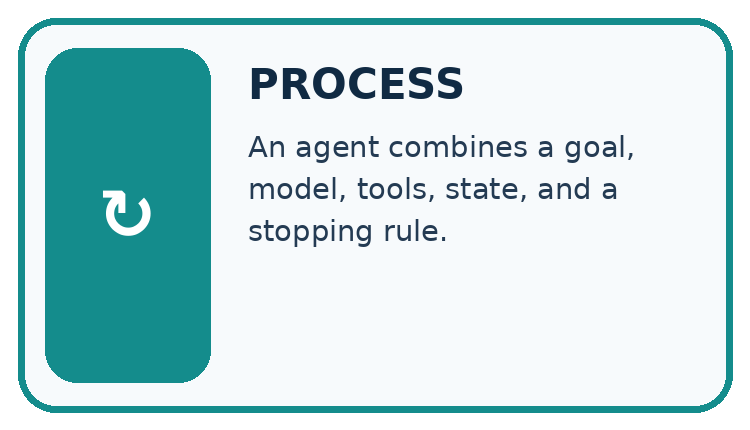 ↻
PROCESS
An agent combines a goal,
model, tools, state, and a
stopping rule.